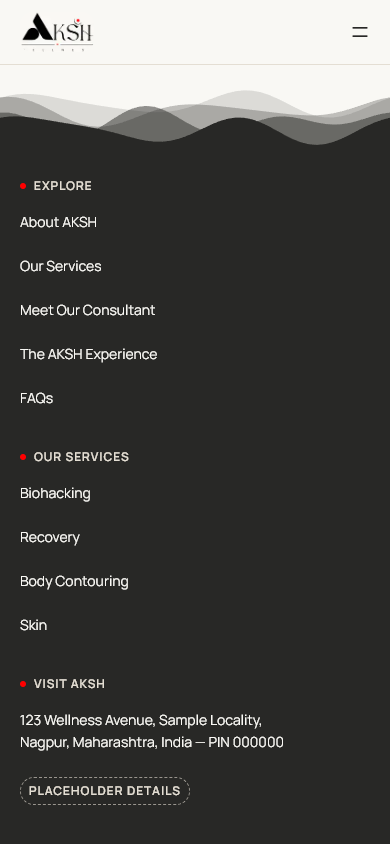 AKSH
EXPLORE
About AKSH
Our Services
Meet Our Consultant
The AKSH Experience
FAQs
OUR SERVICES
Biohacking
Recovery
Body Contouring
Skin
VISIT AKSH
123 Wellness Avenue, Sample Locality,
Nagpur, Maharashtra, India — PIN 000000
PLACEHOLDER DETAILS